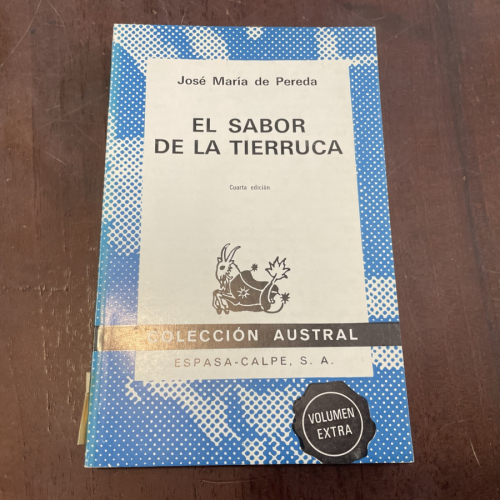 José María de Pereda
EL SABOR
DE LA TIERRUCA
Cuarta edición
COLECCIÓN AUSTRAL
ESPASA-CALPE, S. A.
VOLUMEN
EXTRA